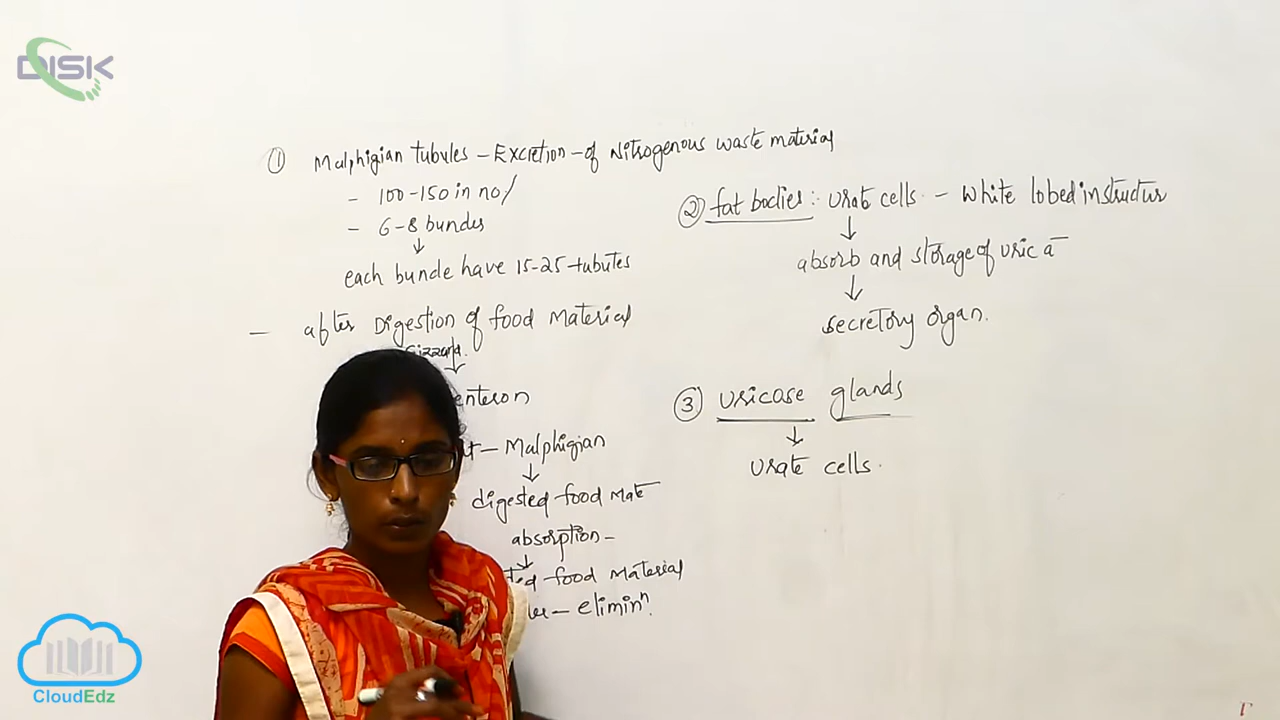 DISK
① Malphigian tubules – Excretion – of Nitrogenous waste material
- 100-150 in no/
- 6-8 bundes
↓
each bunde have 15-25-tubutes
- after Digestion of food Material
Gizzard.
↓
enteron
– Malphigian
↓
digested food Mate
absorption –
↓
food Material
– eliminⁿ.
② fat bodies: urate cells – white lobed instructur
↓
absorb and storage of uric a–
↓
secretory organ.
③ uricase glands
↓
urate cells.
CloudEdz